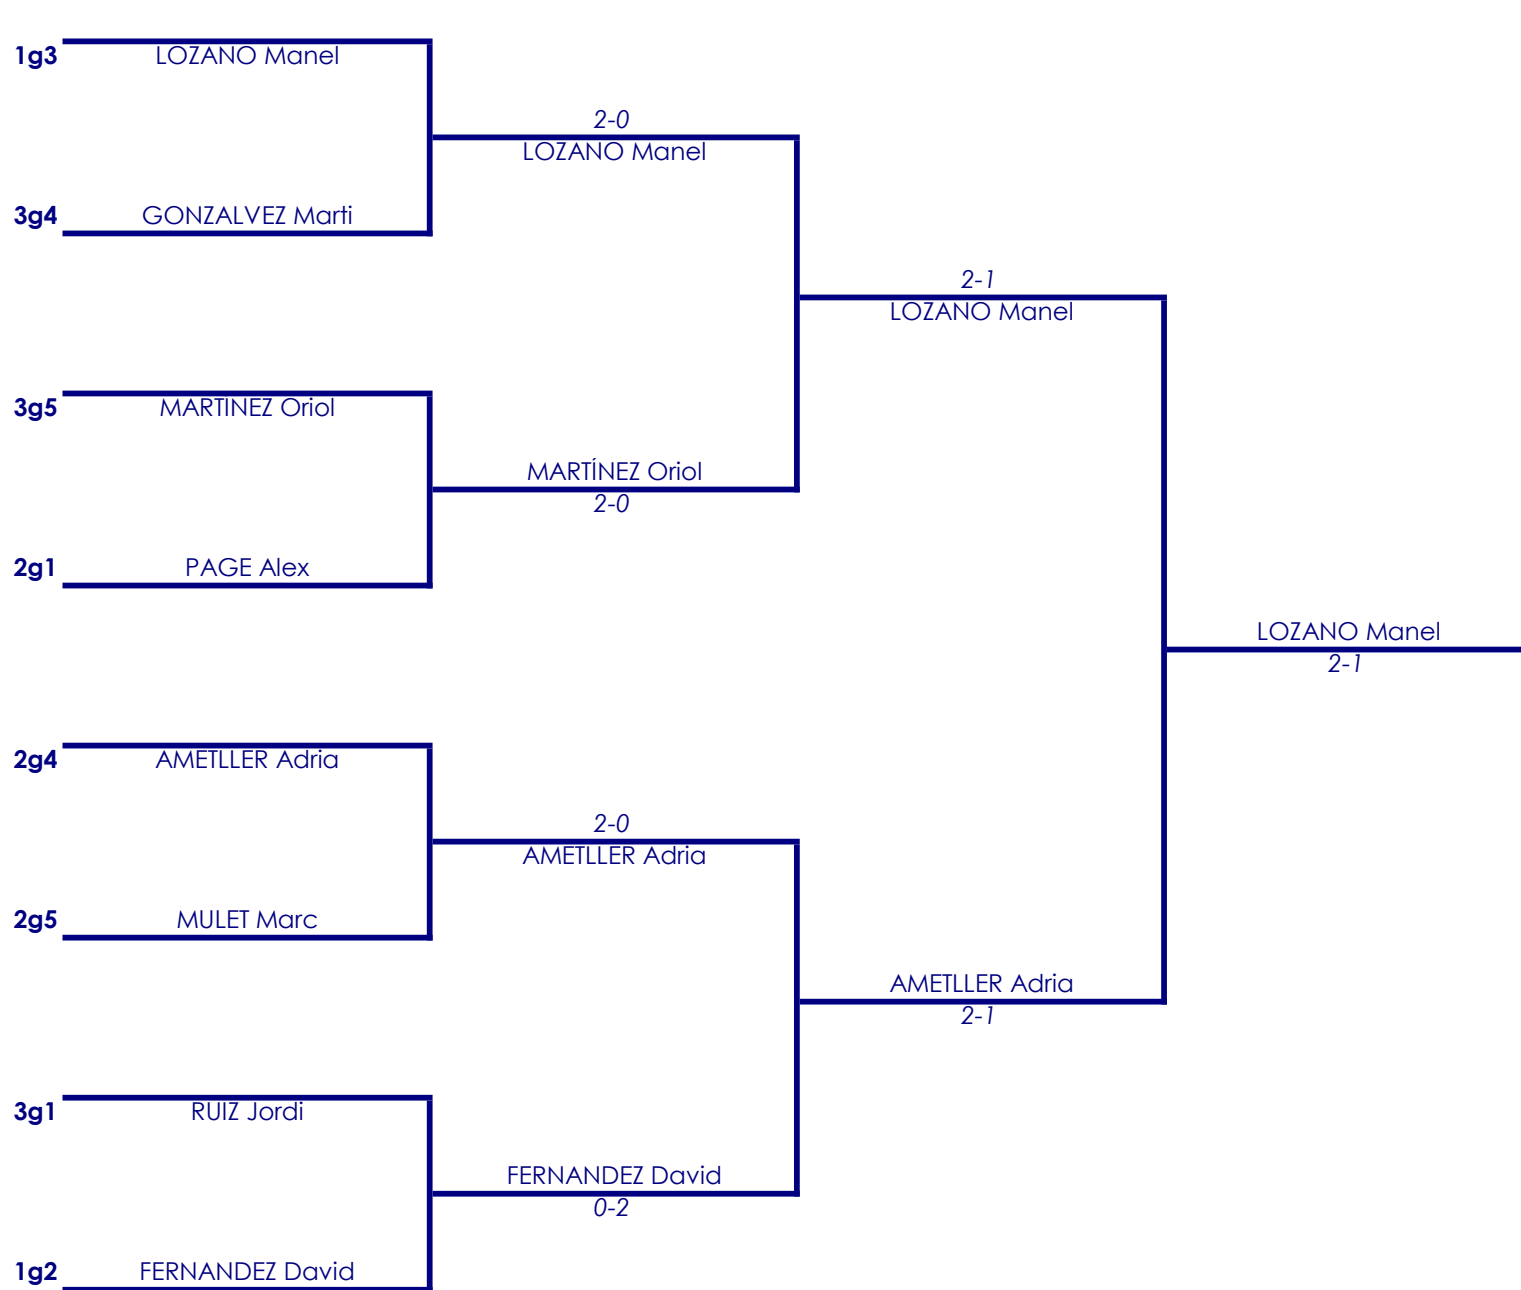 1g3 LOZANO Manel
2-0
LOZANO Manel
3g4 GONZALVEZ Marti
2-1
LOZANO Manel
3g5 MARTINEZ Oriol
MARTÍNEZ Oriol
2-0
2g1 PAGE Alex
LOZANO Manel
2-1
2g4 AMETLLER Adria
2-0
AMETLLER Adria
2g5 MULET Marc
AMETLLER Adria
2-1
3g1 RUIZ Jordi
FERNANDEZ David
0-2
1g2 FERNANDEZ David